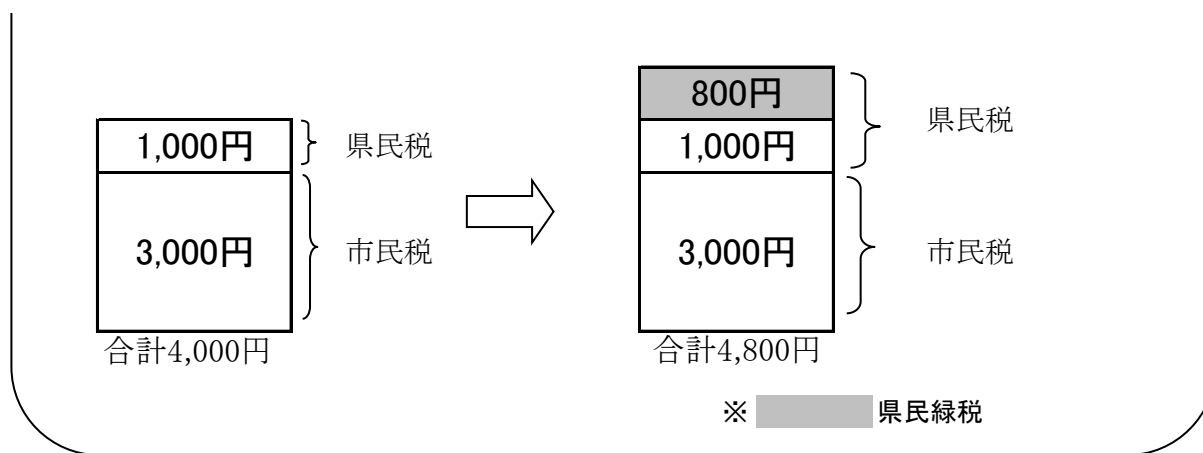 1,000円
県民税
3,000円
市民税
合計4,000円
800円
1,000円
県民税
3,000円
市民税
合計4,800円
※ 県民緑税